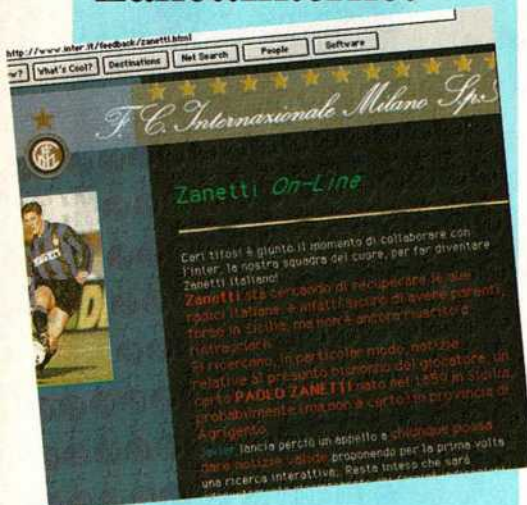 http://www.inter.it/feedback/zanetti.html
What's Cool?
Destinations
Net Search
People
Software
F. C. Internazionale Milano S.p.
Zanetti On-Line
Cari tifosi è giunto il momento di collaborare con
l'Inter, la nostra squadra del cuore, per far diventare
Zanetti italiano!
Zanetti sta cercando di recuperare le sue
radici italiane: è infatti sicuro di avere parenti,
forse in Sicilia, ma non è ancora riuscito a
rintracciarli.
Si ricercano, in particolar modo, notizie
relative al presunto bisnonno del giocatore, un
certo PAOLO ZANETTI nato nel in Sicilia,
probabilmente (ma non è certo) in provincia di
Agrigento.
Javier lancia perciò un appello a chiunque possa
dare notizie valide proponendo per la prima volta
una ricerca interattiva. Resta inteso che sarà